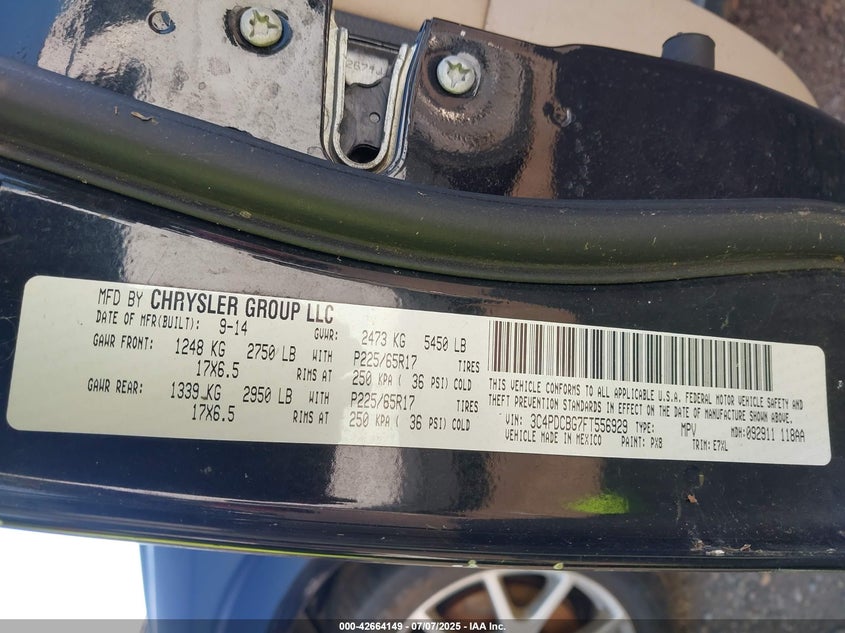 2674J
MFD BY CHRYSLER GROUP LLC
DATE OF MFR(BUILT): 9-14 GVWR: 2473 KG 5450 LB
GAWR FRONT: 1248 KG 2750 LB WITH P225/65R17 TIRES
17X6.5 RIMS AT 250 KPA ( 36 PSI) COLD
GAWR REAR: 1339 KG 2950 LB WITH P225/65R17 TIRES
17X6.5 RIMS AT 250 KPA ( 36 PSI) COLD
THIS VEHICLE CONFORMS TO ALL APPLICABLE U.S.A. FEDERAL MOTOR VEHICLE SAFETY AND
THEFT PREVENTION STANDARDS IN EFFECT ON THE DATE OF MANUFACTURE SHOWN ABOVE.
VIN: 3C4PDCBG7FT556929 TYPE: MPV MDH: 092911 118AA
VEHICLE MADE IN MEXICO PAINT: PX8 TRIM: E7XL
000-42664149 - 07/07/2025 - IAA Inc.